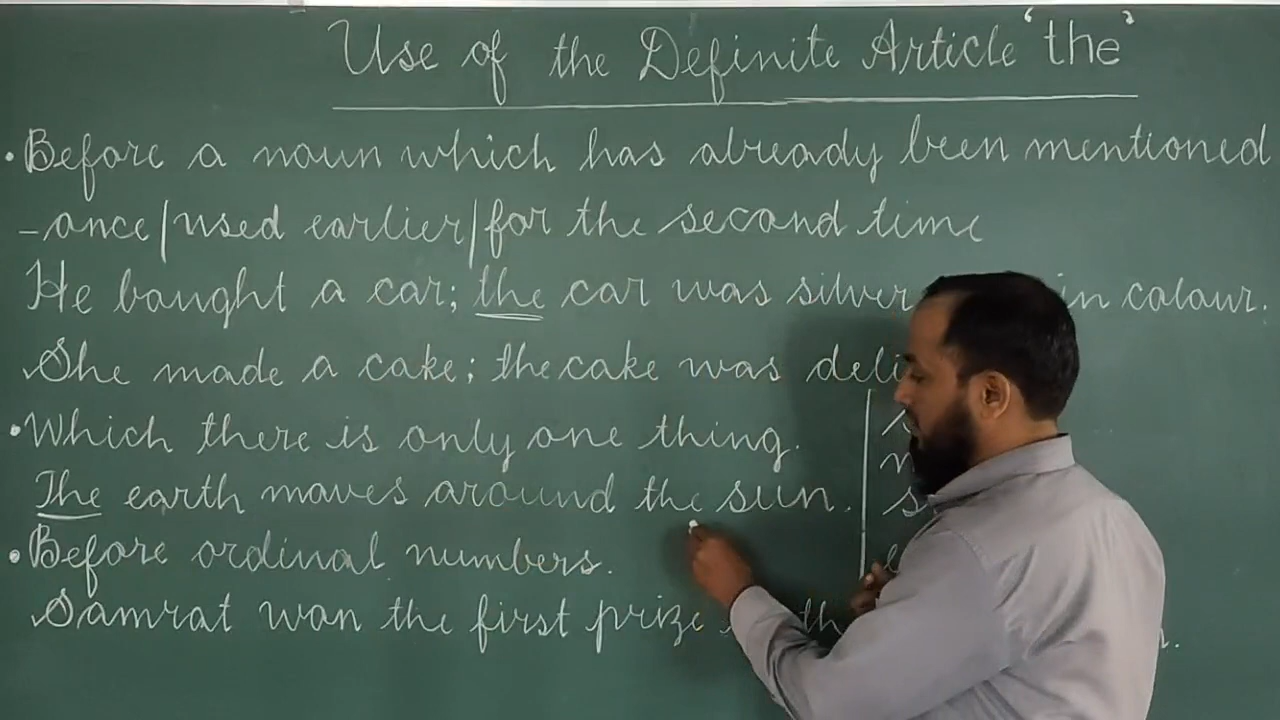 Use of the Definite Article 'the'
• Before a noun which has already been mentioned
- once/used earlier/for the second time
He bought a car; the car was silver in colour.
She made a cake; the cake was
• Which there is only one thing.
The earth moves around the sun.
• Before ordinal numbers.
Samrat won the first prize